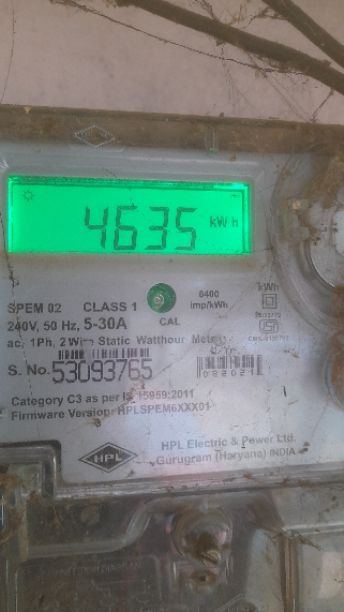 HPL
4635 kWh
SPEM 02 CLASS 1 6400 imp/kWh kWh
240V, 50 Hz, 5-30A CAL
ac, 1Ph, 2 Wire Static Watthour Meter
S. No. 53093765
Category C3 as per IS 15959:2011
Firmware Version: HPLSPEM6XXX01
HPL
HPL Electric & Power Ltd.
Gurugram (Haryana) INDIA